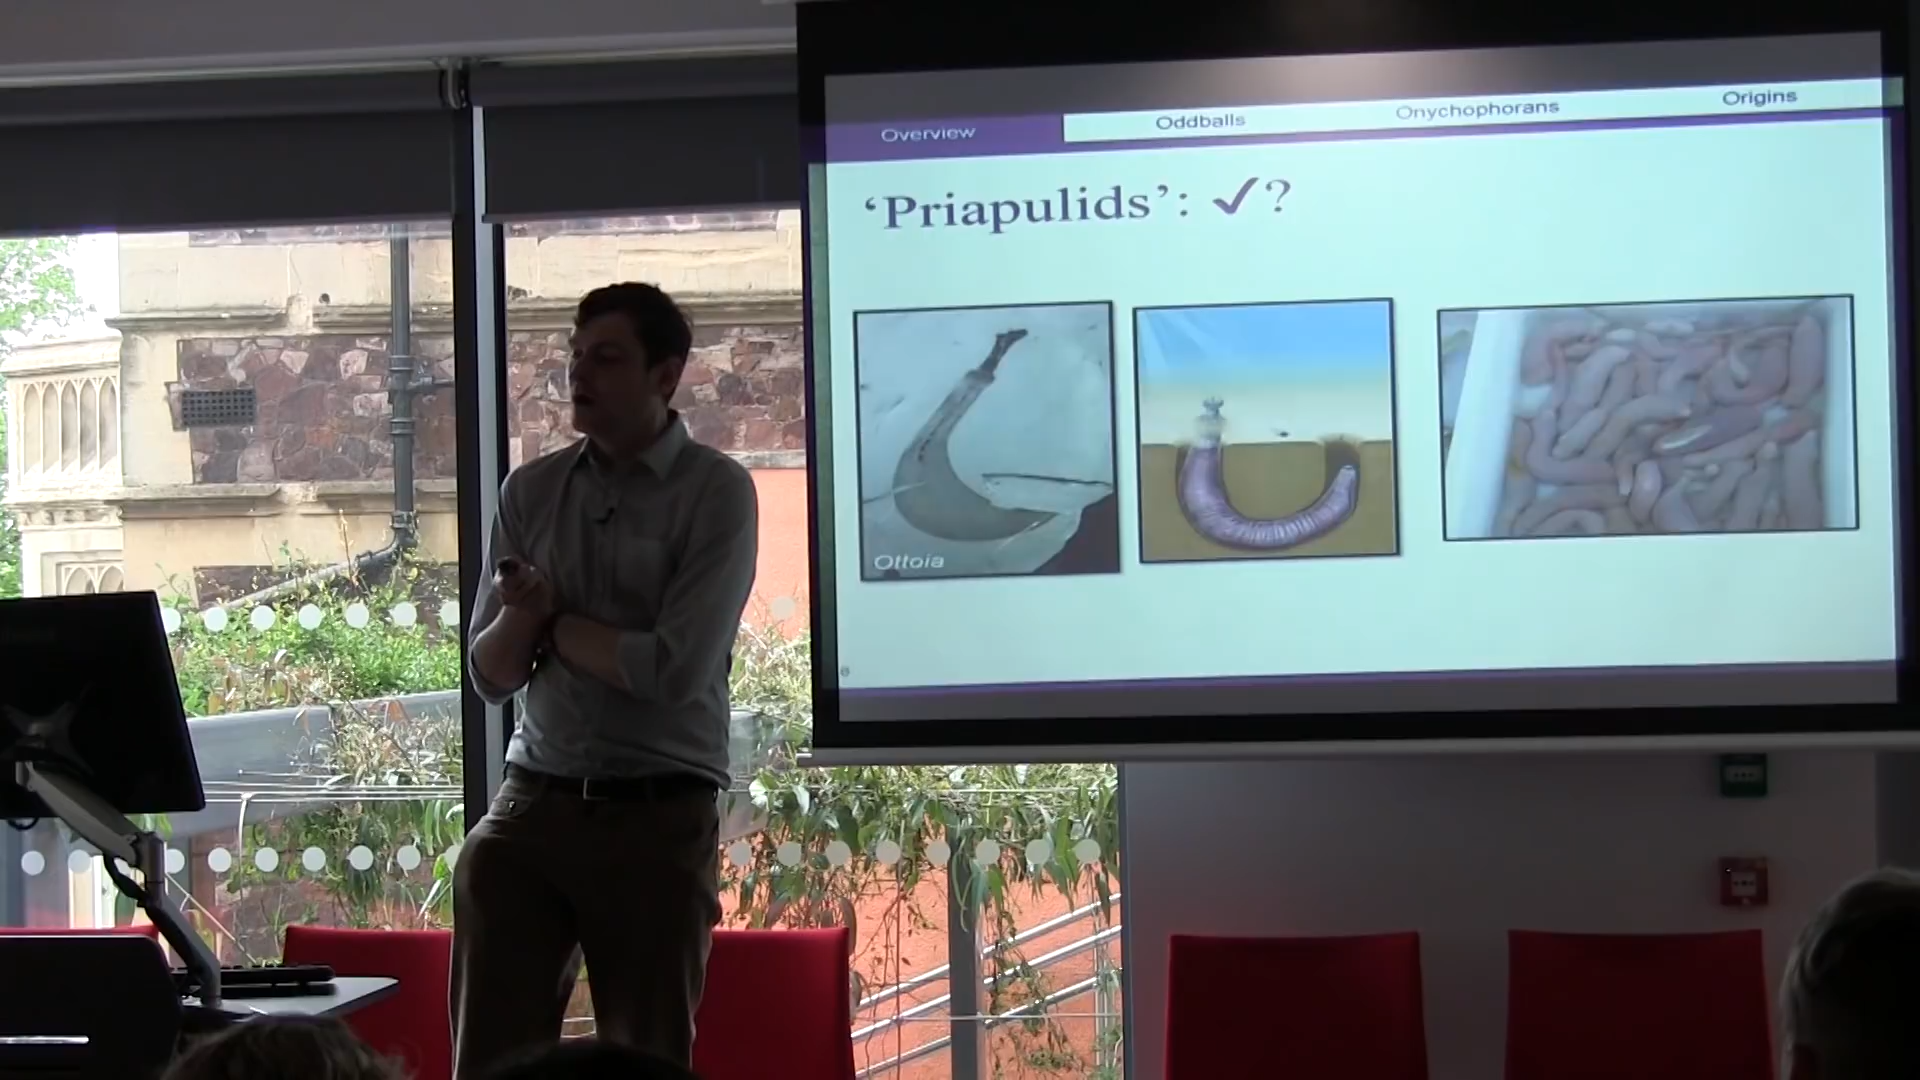 Overview Oddballs Onychophorans Origins
‘Priapulids’: ✓?
Ottoia